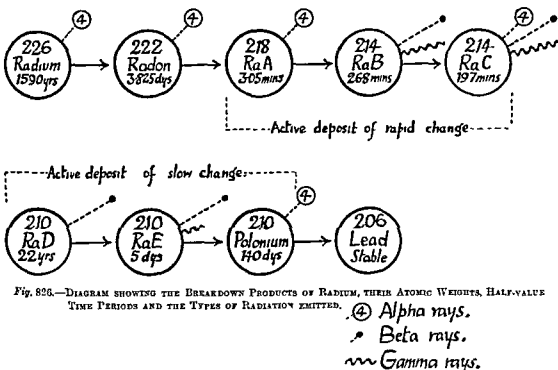 4
4
4
4
226
Radium
1590yrs
222
Radon
3·825dys
218
RaA
3·05mins
214
RaB
26·8mins
214
RaC
19·7mins
Active deposit of rapid change
Active deposit of slow change
4
210
RaD
22yrs
210
RaE
5 dys
210
Polonium
140dys
206
Lead
Stable
Fig. 826.—Diagram showing the Breakdown Products of Radium, their Atomic Weights, Half-value
Time Periods and the Types of Radiation emitted.
4 Alpha rays.
Beta rays.
Gamma rays.